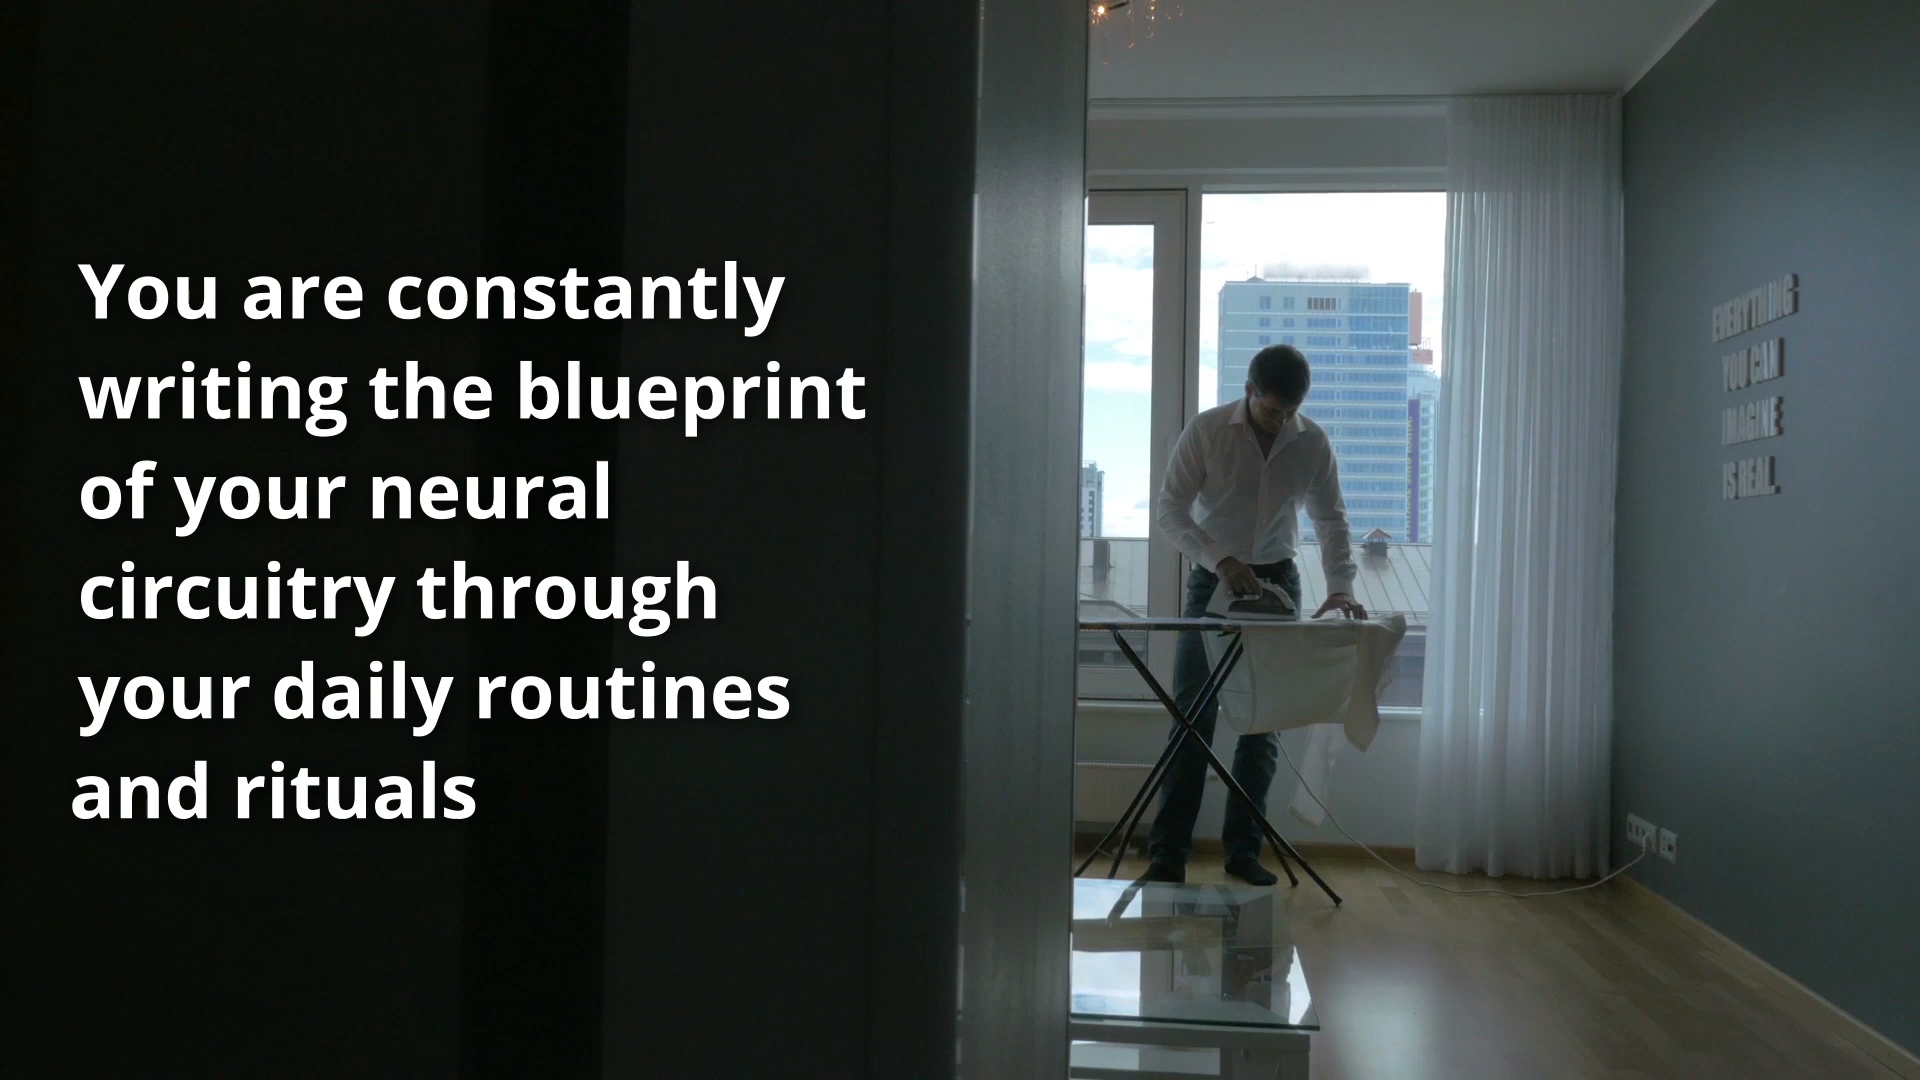 You are constantly
writing the blueprint
of your neural
circuitry through
your daily routines
and rituals
EVERYTHING
YOU CAN
IMAGINE
IS REAL.